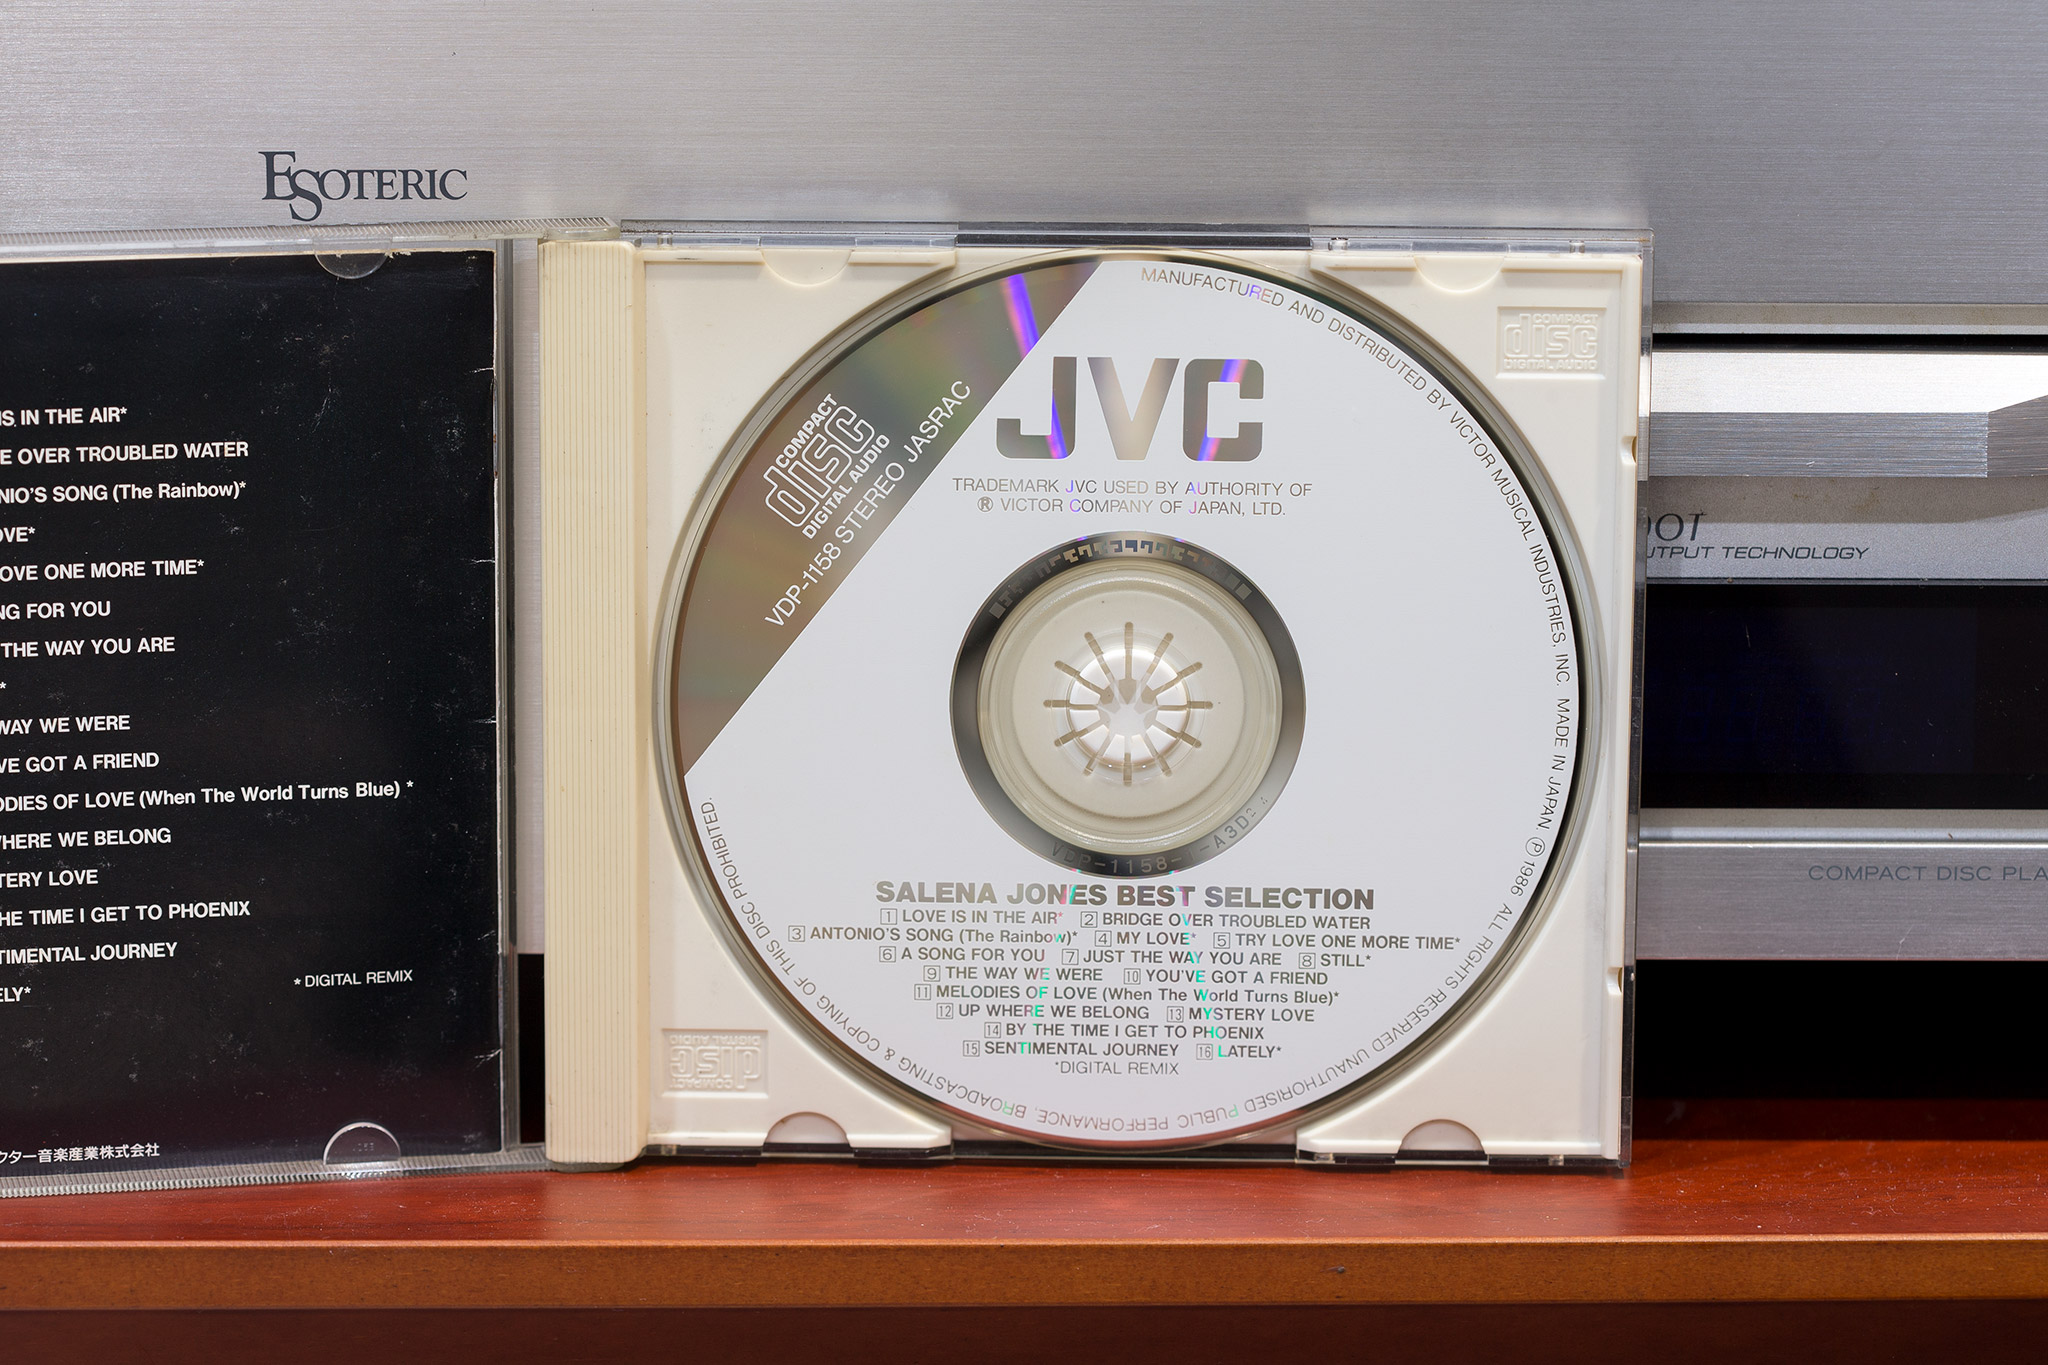 ESOTERIC
IS IN THE AIR*
E OVER TROUBLED WATER
NIO'S SONG (The Rainbow)*
OVE*
OVE ONE MORE TIME*
NG FOR YOU
THE WAY YOU ARE
*
WAY WE WERE
VE GOT A FRIEND
ODIES OF LOVE (When The World Turns Blue) *
WHERE WE BELONG
TERY LOVE
HE TIME I GET TO PHOENIX
TIMENTAL JOURNEY
* DIGITAL REMIX
ELY*
クター音楽産業株式会社
COMPACT
disc
DIGITAL AUDIO
VDP-1158 STEREO JASRAC
JVC
TRADEMARK JVC USED BY AUTHORITY OF
® VICTOR COMPANY OF JAPAN, LTD.
MANUFACTURED AND DISTRIBUTED BY VICTOR MUSICAL INDUSTRIES, INC. MADE IN JAPAN. ℗ 1986 ALL RIGHTS RESERVED UNAUTHORISED PUBLIC PERFORMANCE, BROADCASTING & COPYING OF THIS DISC PROHIBITED.
VDP-1158
SALENA JONES BEST SELECTION
1 LOVE IS IN THE AIR* 2 BRIDGE OVER TROUBLED WATER
3 ANTONIO'S SONG (The Rainbow)* 4 MY LOVE* 5 TRY LOVE ONE MORE TIME*
6 A SONG FOR YOU 7 JUST THE WAY YOU ARE 8 STILL*
9 THE WAY WE WERE 10 YOU'VE GOT A FRIEND
11 MELODIES OF LOVE (When The World Turns Blue)*
12 UP WHERE WE BELONG 13 MYSTERY LOVE
14 BY THE TIME I GET TO PHOENIX
15 SENTIMENTAL JOURNEY 16 LATELY*
*DIGITAL REMIX
COMPACT
disc
DIGITAL AUDIO
COMPACT
disc
DIGITAL AUDIO
OOT
UTPUT TECHNOLOGY
COMPACT DISC PLA